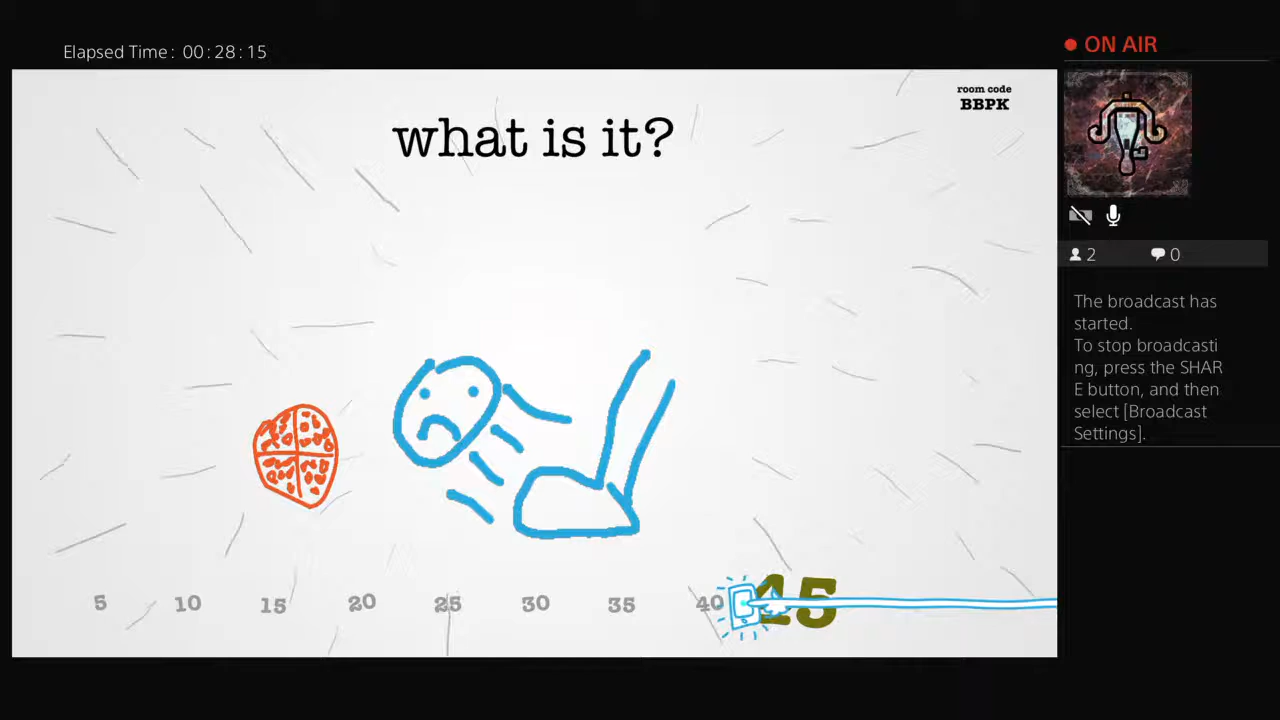 Elapsed Time: 00:28:15
ON AIR
room code
BBPK
what is it?
2
0
The broadcast has
started.
To stop broadcasti
ng, press the SHAR
E button, and then
select [Broadcast
Settings].
5 10 15 20 25 30 35 40 45